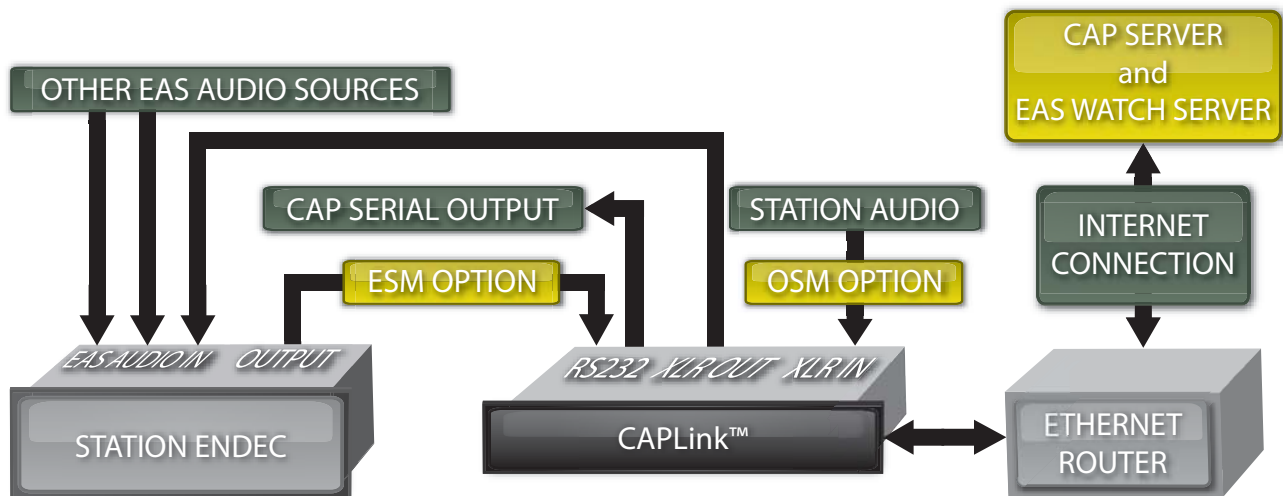 CAP SERVER
and
EAS WATCH SERVER
OTHER EAS AUDIO SOURCES
CAP SERIAL OUTPUT
STATION AUDIO
INTERNET
CONNECTION
ESM OPTION
OSM OPTION
EAS AUDIO IN OUTPUT
RS232 XLR OUT XLR IN
STATION ENDEC
CAPLink™
ETHERNET
ROUTER